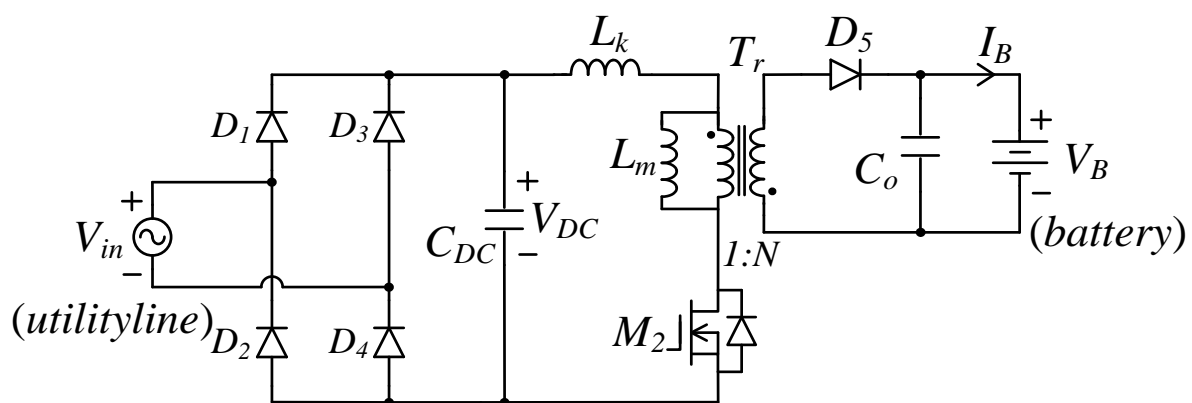 L_k
T_r
D_5
I_B
D_1
D_3
+
L_m
C_o
V_B
+
+
V_in
V_DC
−
(battery)
C_DC
−
−
1:N
(utilityline)
D_2
D_4
M_2